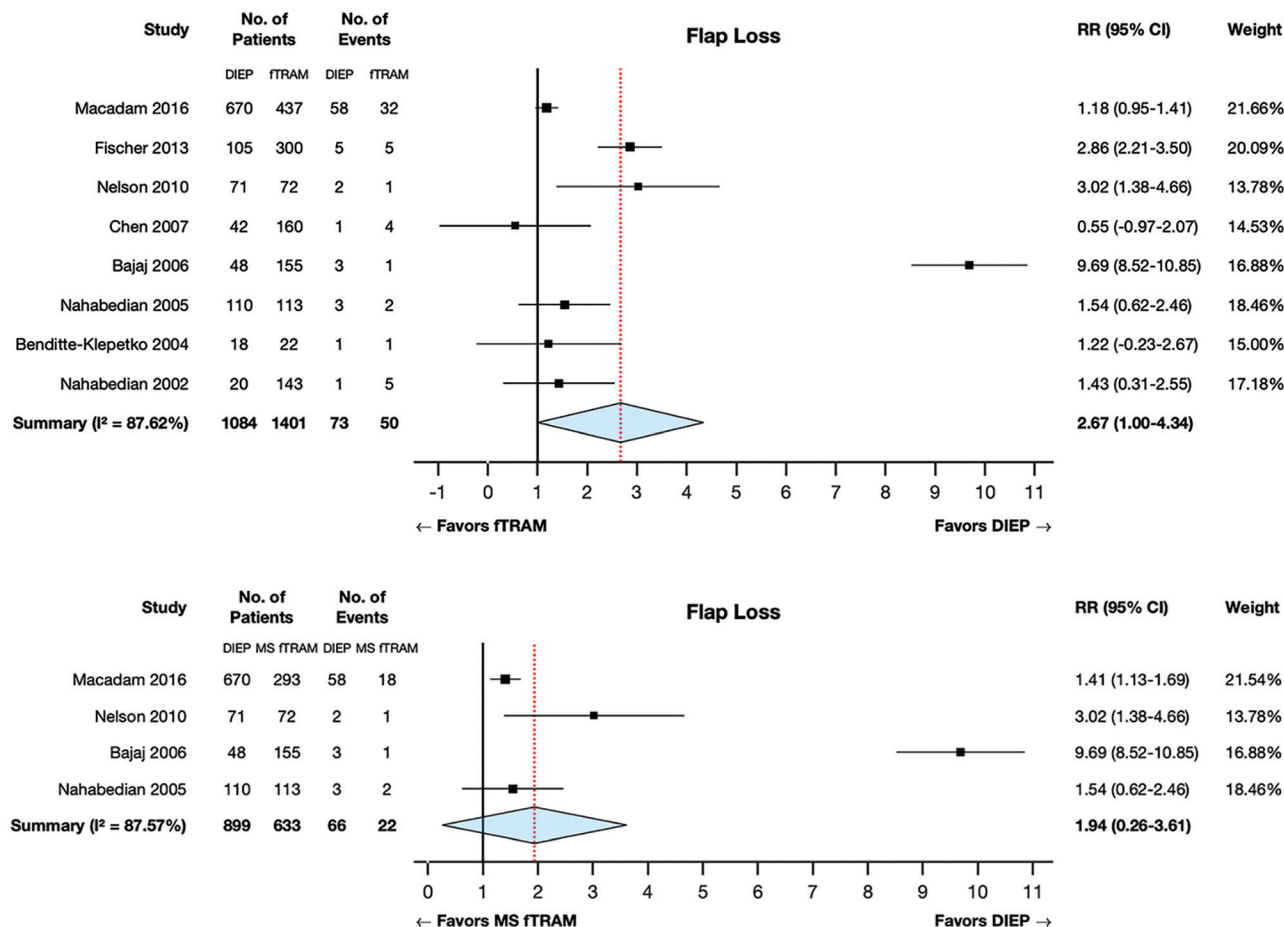 Study No. of Patients No. of Events Flap Loss RR (95% CI) Weight
DIEP fTRAM DIEP fTRAM
Macadam 2016 670 437 58 32 1.18 (0.95-1.41) 21.66%
Fischer 2013 105 300 5 5 2.86 (2.21-3.50) 20.09%
Nelson 2010 71 72 2 1 3.02 (1.38-4.66) 13.78%
Chen 2007 42 160 1 4 0.55 (-0.97-2.07) 14.53%
Bajaj 2006 48 155 3 1 9.69 (8.52-10.85) 16.88%
Nahabedian 2005 110 113 3 2 1.54 (0.62-2.46) 18.46%
Benditte-Klepetko 2004 18 22 1 1 1.22 (-0.23-2.67) 15.00%
Nahabedian 2002 20 143 1 5 1.43 (0.31-2.55) 17.18%
Summary (I² = 87.62%) 1084 1401 73 50 2.67 (1.00-4.34)
-1 0 1 2 3 4 5 6 7 8 9 10 11
← Favors fTRAM Favors DIEP →
Study No. of Patients No. of Events Flap Loss RR (95% CI) Weight
DIEP MS fTRAM DIEP MS fTRAM
Macadam 2016 670 293 58 18 1.41 (1.13-1.69) 21.54%
Nelson 2010 71 72 2 1 3.02 (1.38-4.66) 13.78%
Bajaj 2006 48 155 3 1 9.69 (8.52-10.85) 16.88%
Nahabedian 2005 110 113 3 2 1.54 (0.62-2.46) 18.46%
Summary (I² = 87.57%) 899 633 66 22 1.94 (0.26-3.61)
0 1 2 3 4 5 6 7 8 9 10 11
← Favors MS fTRAM Favors DIEP →